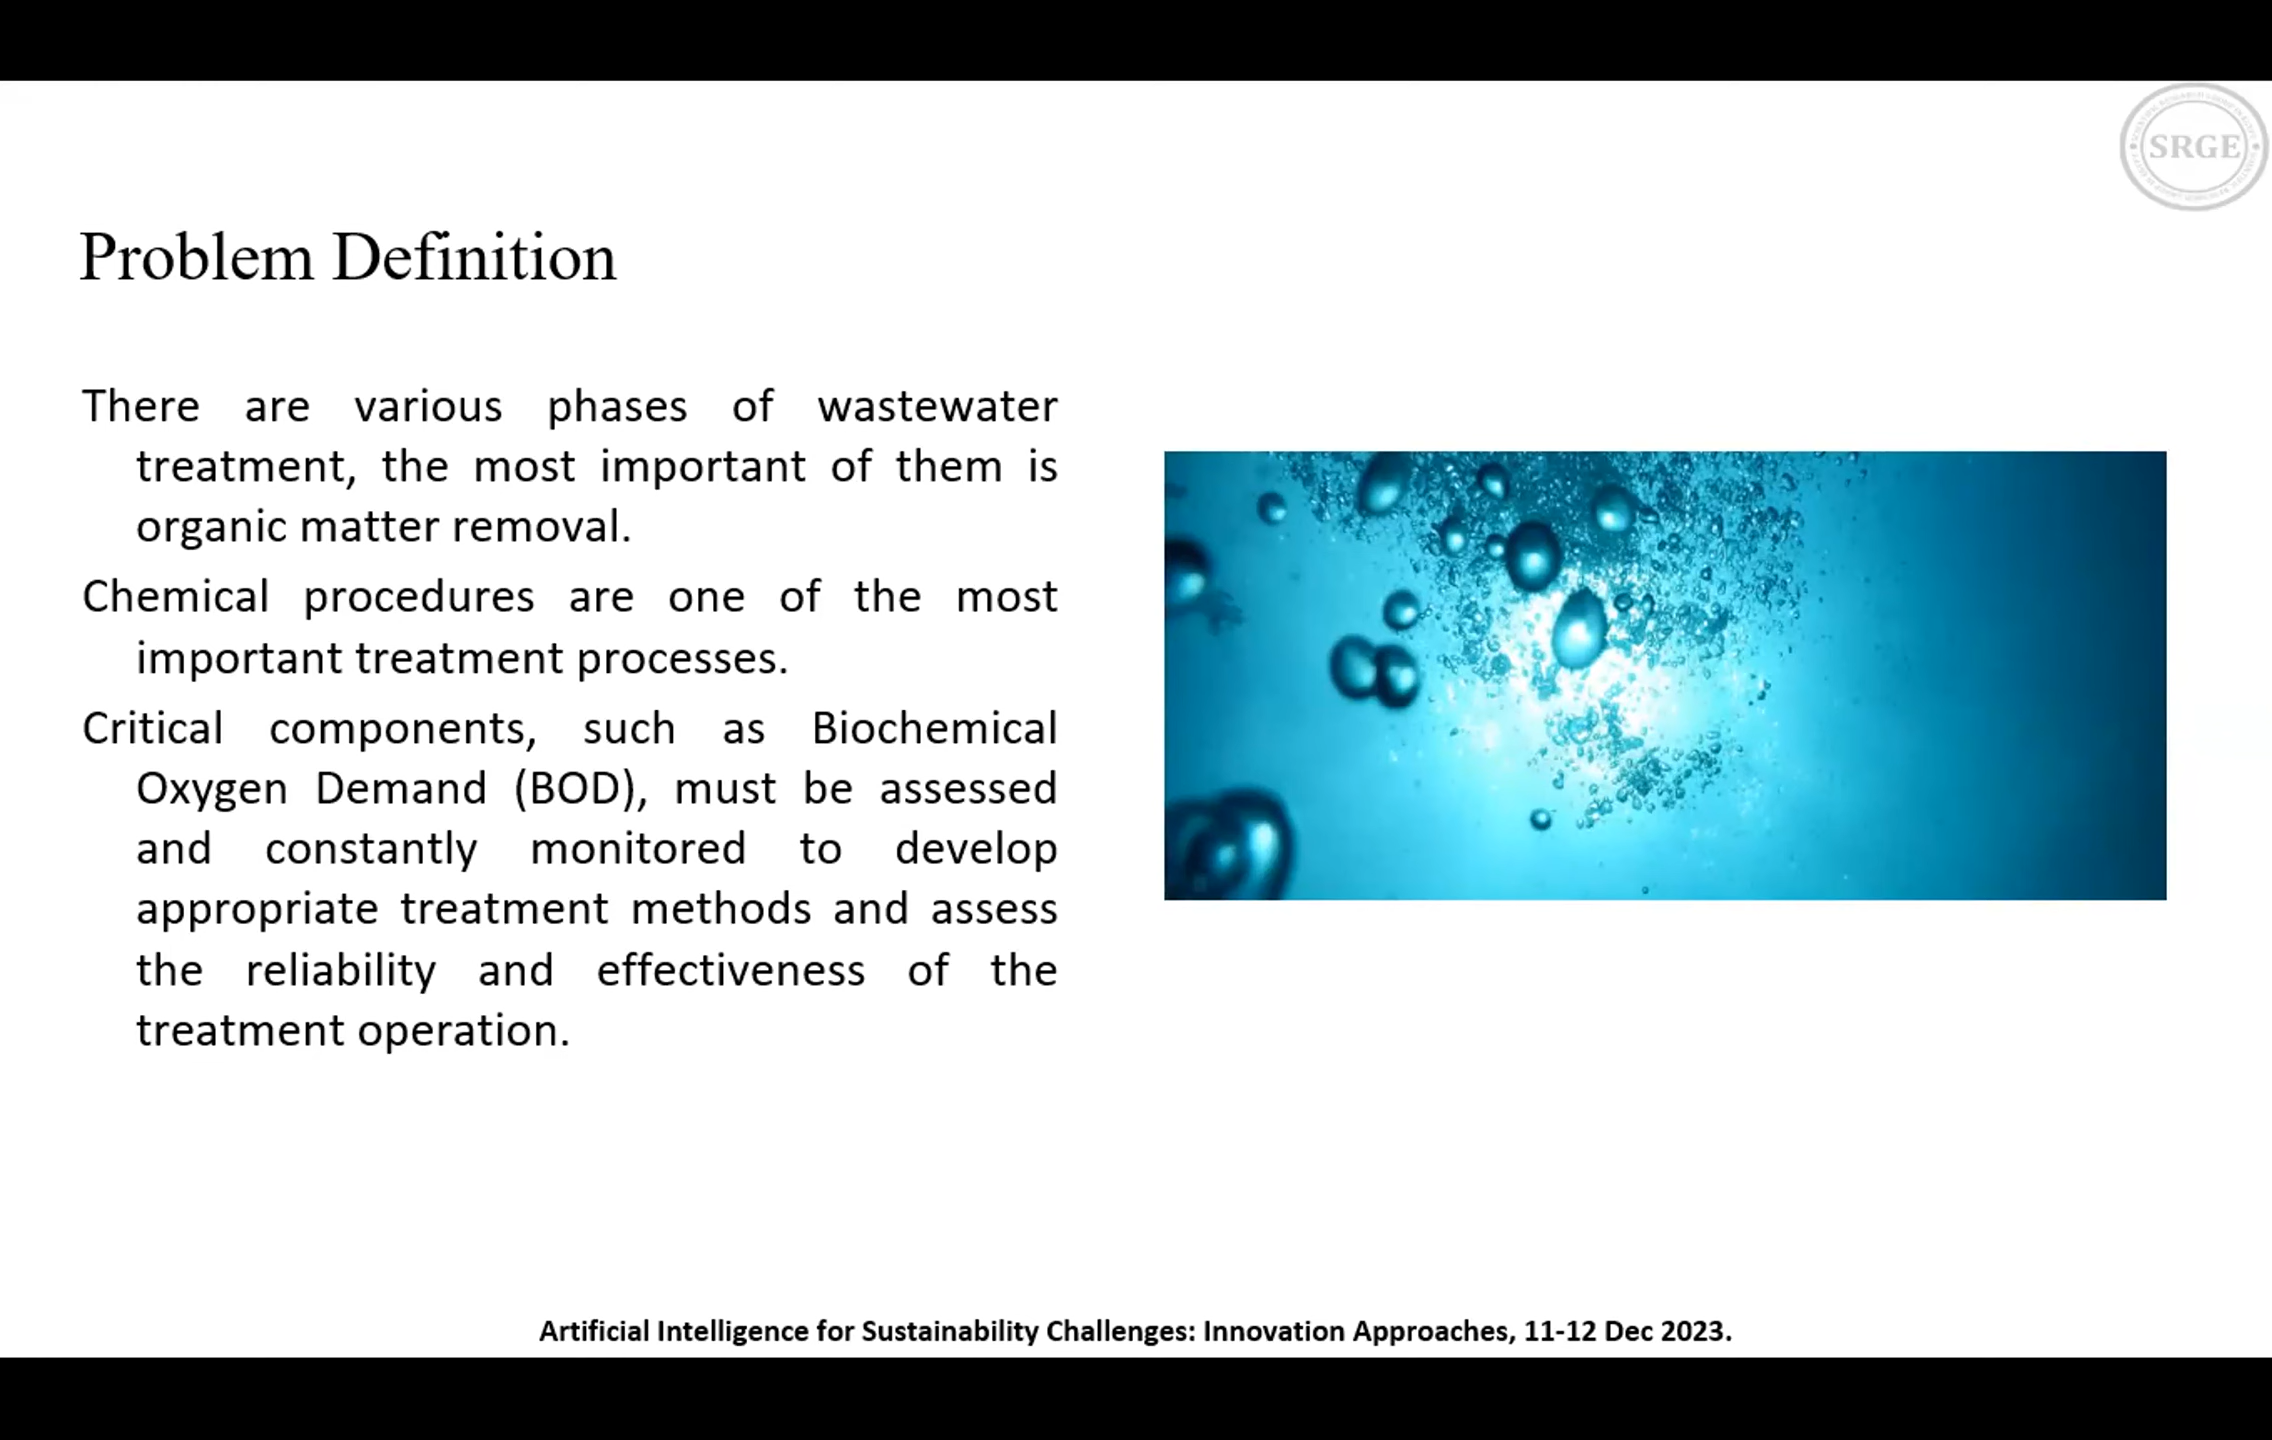 SRGE
Problem Definition
There are various phases of wastewater
treatment, the most important of them is
organic matter removal.
Chemical procedures are one of the most
important treatment processes.
Critical components, such as Biochemical
Oxygen Demand (BOD), must be assessed
and constantly monitored to develop
appropriate treatment methods and assess
the reliability and effectiveness of the
treatment operation.
Artificial Intelligence for Sustainability Challenges: Innovation Approaches, 11-12 Dec 2023.